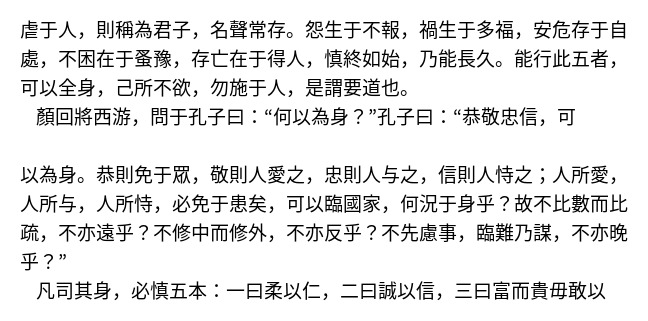 虐于人，則稱為君子，名聲常存。怨生于不報，禍生于多福，安危存于自
處，不困在于蚤豫，存亡在于得人，慎終如始，乃能長久。能行此五者，
可以全身，己所不欲，勿施于人，是謂要道也。
顏回將西游，問于孔子曰：“何以為身？”孔子曰：“恭敬忠信，可
以為身。恭則免于眾，敬則人愛之，忠則人与之，信則人恃之；人所愛，
人所与，人所恃，必免于患矣，可以臨國家，何況于身乎？故不比數而比
疏，不亦遠乎？不修中而修外，不亦反乎？不先慮事，臨難乃謀，不亦晚
乎？”
凡司其身，必慎五本：一曰柔以仁，二曰誠以信，三曰富而貴毋敢以